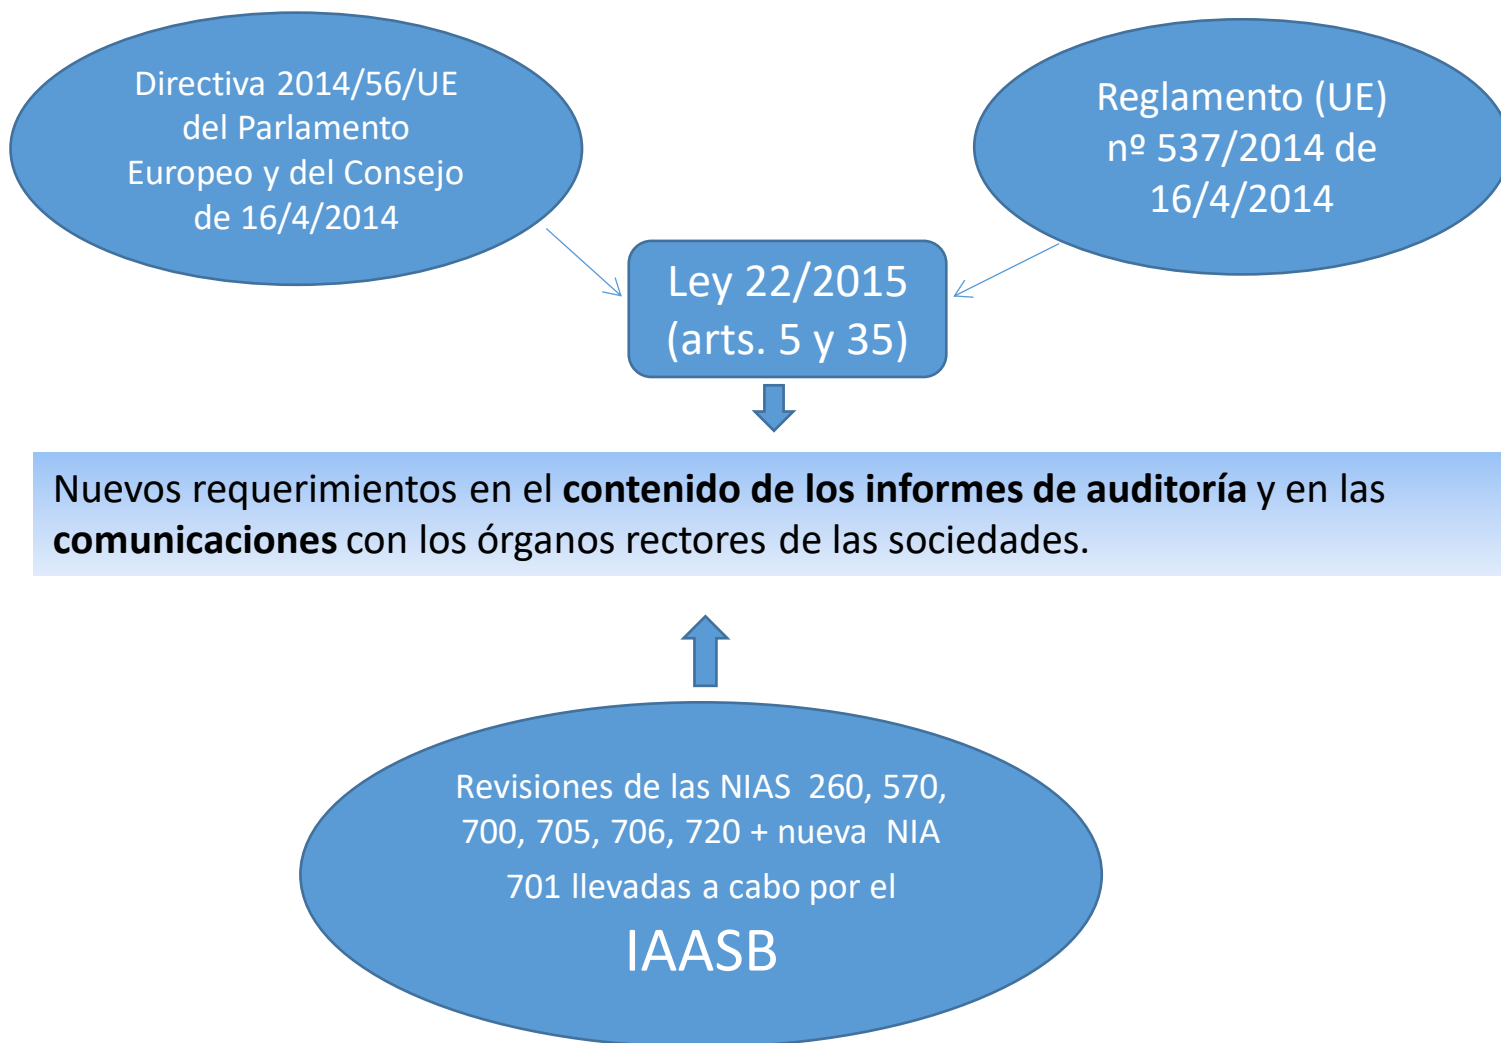 Directiva 2014/56/UE
del Parlamento
Europeo y del Consejo
de 16/4/2014
Reglamento (UE)
nº 537/2014 de
16/4/2014
Ley 22/2015
(arts. 5 y 35)
Nuevos requerimientos en el contenido de los informes de auditoría y en las
comunicaciones con los órganos rectores de las sociedades.
Revisiones de las NIAS 260, 570,
700, 705, 706, 720 + nueva NIA
701 llevadas a cabo por el
IAASB